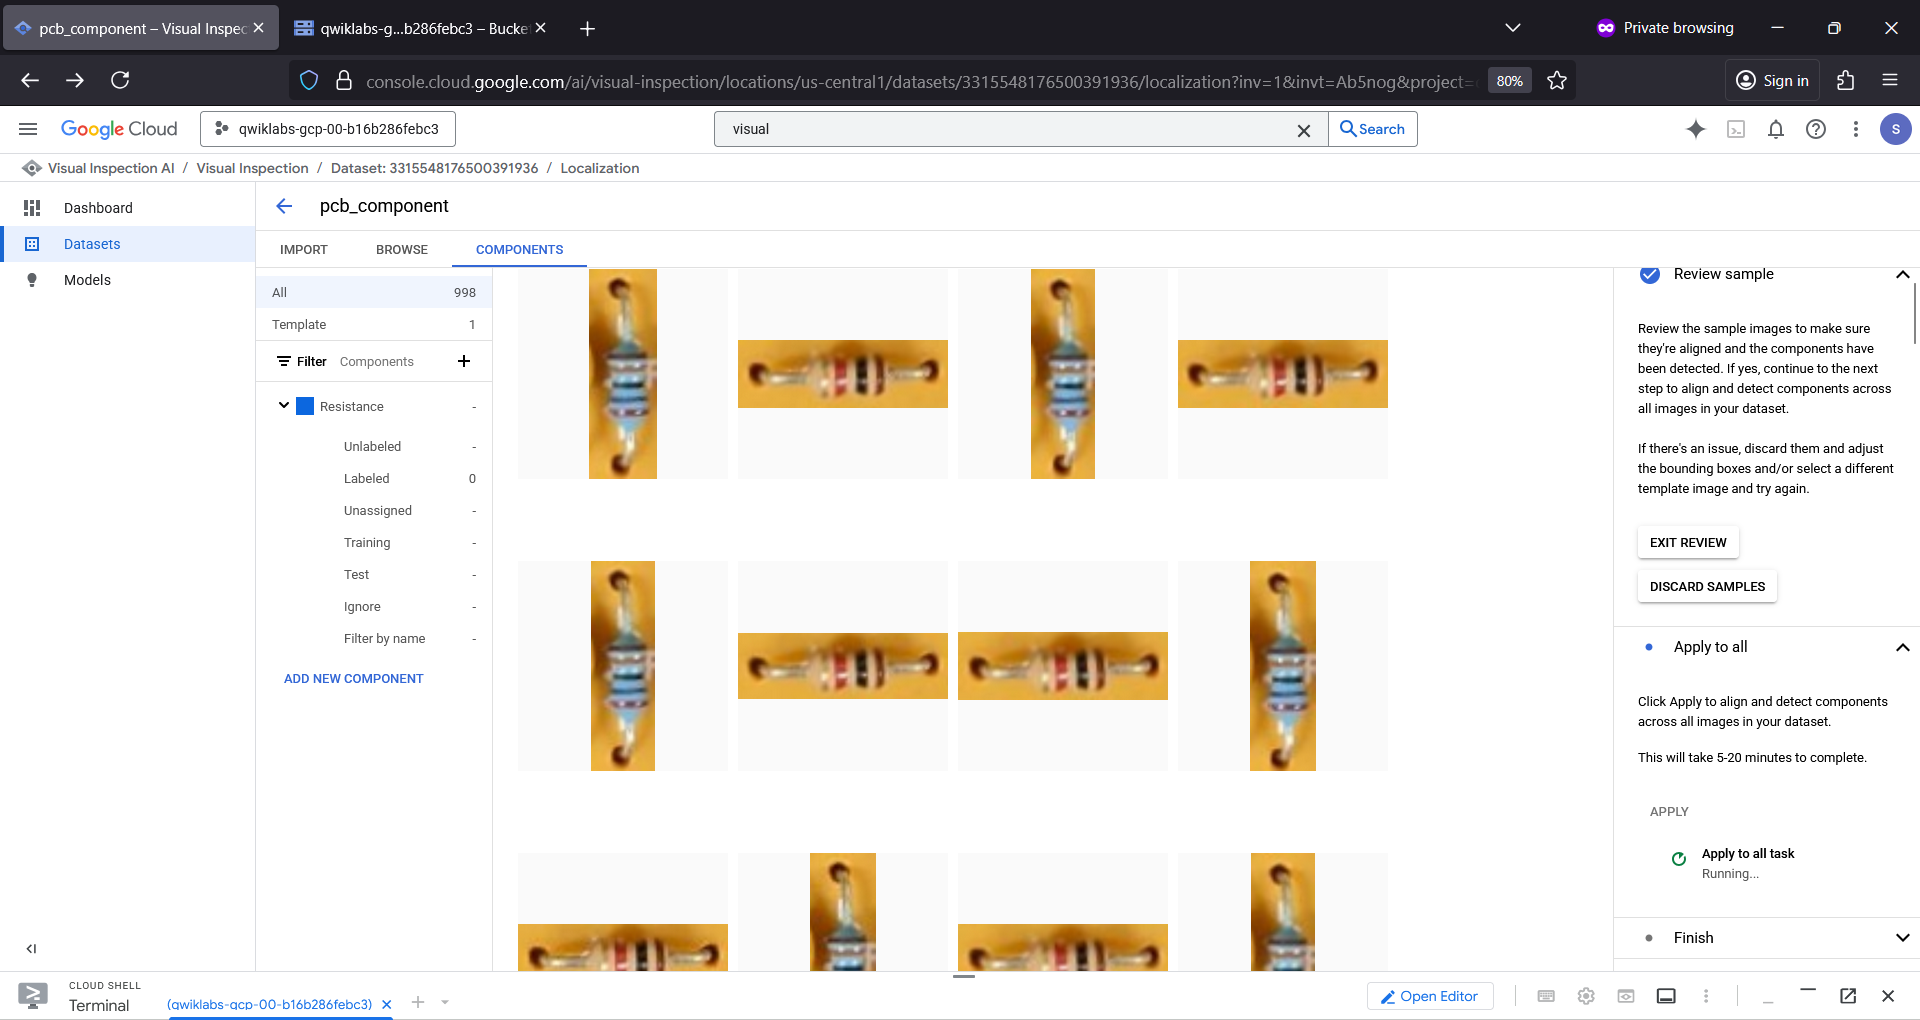 pcb_component – Visual Inspec
qwiklabs-g...b286febc3 – Bucke
Private browsing
console.cloud.google.com/ai/visual-inspection/locations/us-central1/datasets/3315548176500391936/localization?inv=1&invt=Ab5nog&project=
80%
Sign in
Google Cloud
qwiklabs-gcp-00-b16b286febc3
visual
Search
S
Visual Inspection AI / Visual Inspection / Dataset: 3315548176500391936 / Localization
Dashboard
Datasets
Models
pcb_component
IMPORT
BROWSE
COMPONENTS
All 998
Template 1
Filter Components
Resistance -
Unlabeled -
Labeled 0
Unassigned -
Training -
Test -
Ignore -
Filter by name -
ADD NEW COMPONENT
Review sample
Review the sample images to make sure
they're aligned and the components have
been detected. If yes, continue to the next
step to align and detect components across
all images in your dataset.
If there's an issue, discard them and adjust
the bounding boxes and/or select a different
template image and try again.
EXIT REVIEW
DISCARD SAMPLES
Apply to all
Click Apply to align and detect components
across all images in your dataset.
This will take 5-20 minutes to complete.
APPLY
Apply to all task
Running...
Finish
CLOUD SHELL
Terminal
(qwiklabs-gcp-00-b16b286febc3)
Open Editor